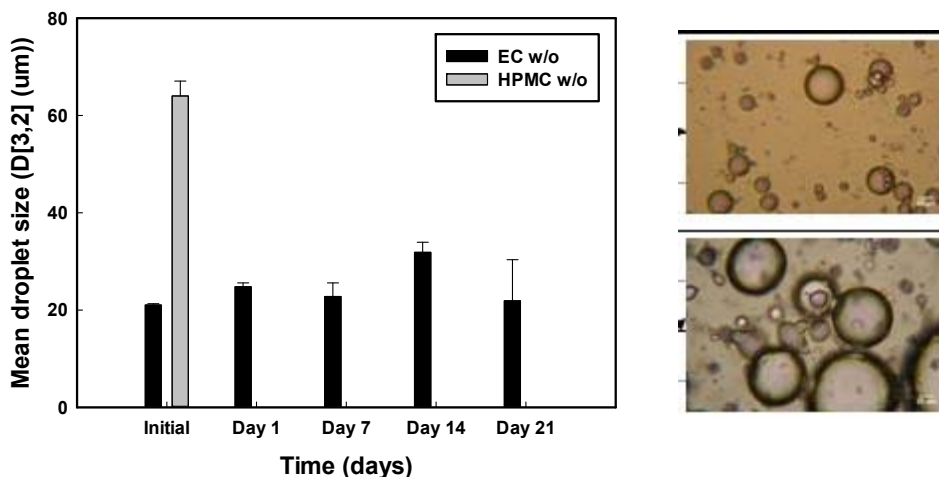 80
60
40
20
0
Mean droplet size (D[3,2] (um))
EC w/o
HPMC w/o
Initial Day 1 Day 7 Day 14 Day 21
Time (days)